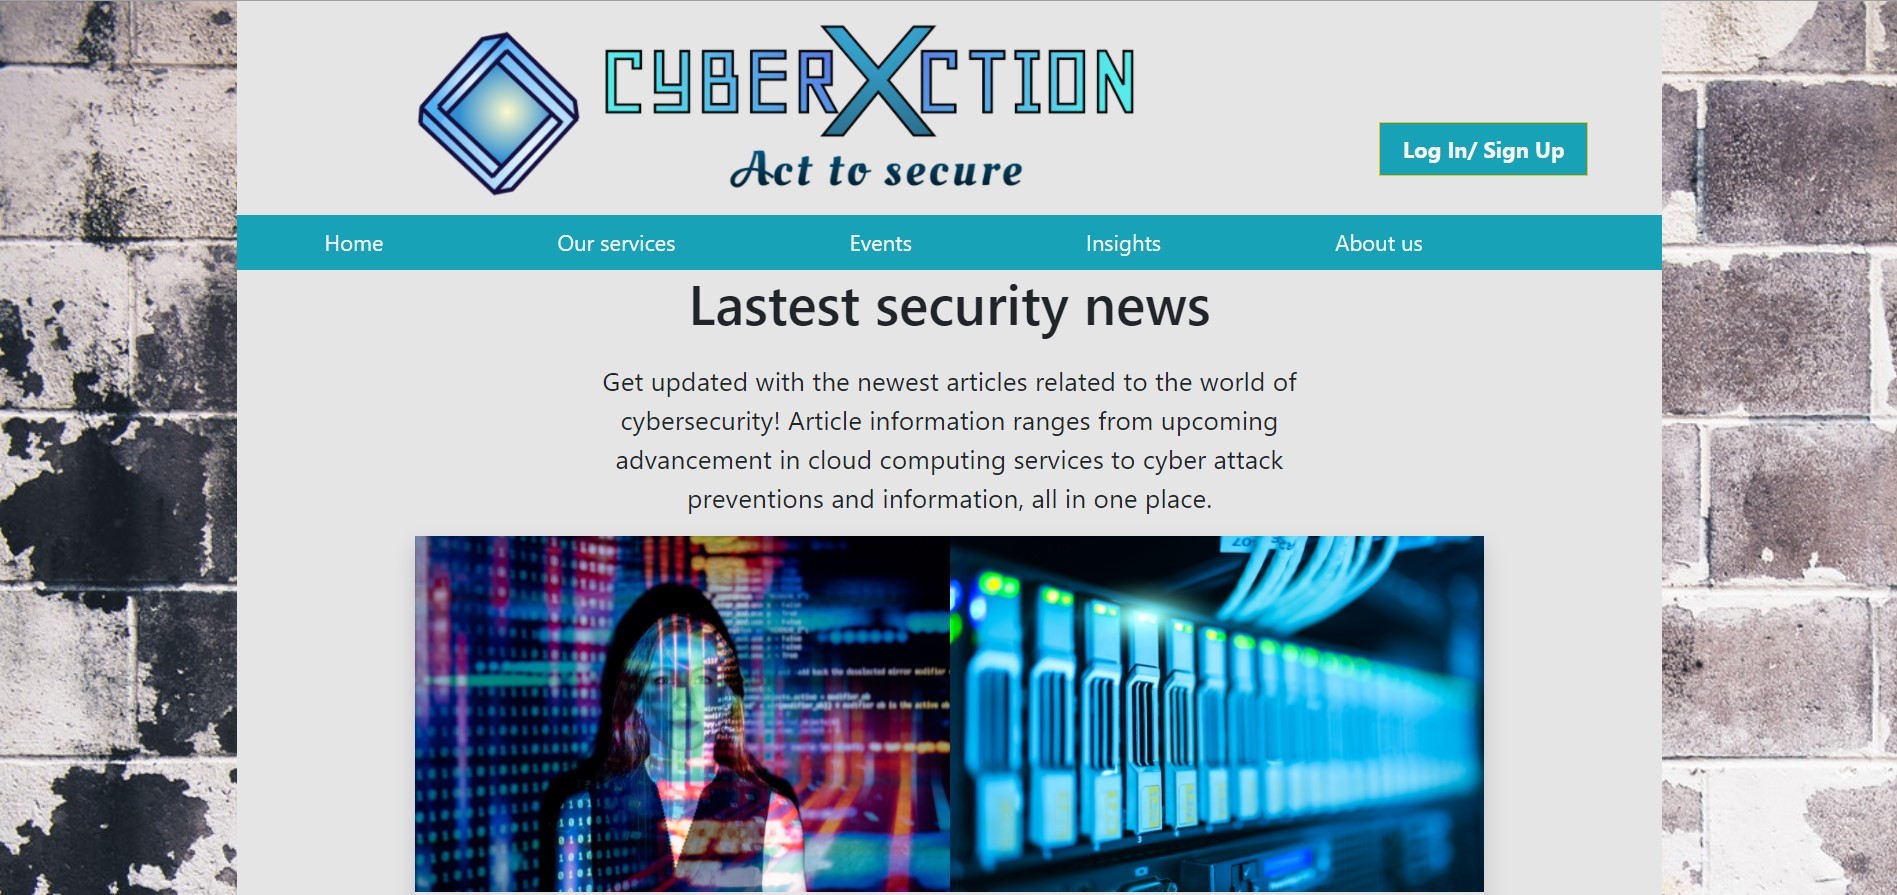 CYBERXCTION
Act to secure
Log In/ Sign Up
Home Our services Events Insights About us
Lastest security news
Get updated with the newest articles related to the world of
cybersecurity! Article information ranges from upcoming
advancement in cloud computing services to cyber attack
preventions and information, all in one place.